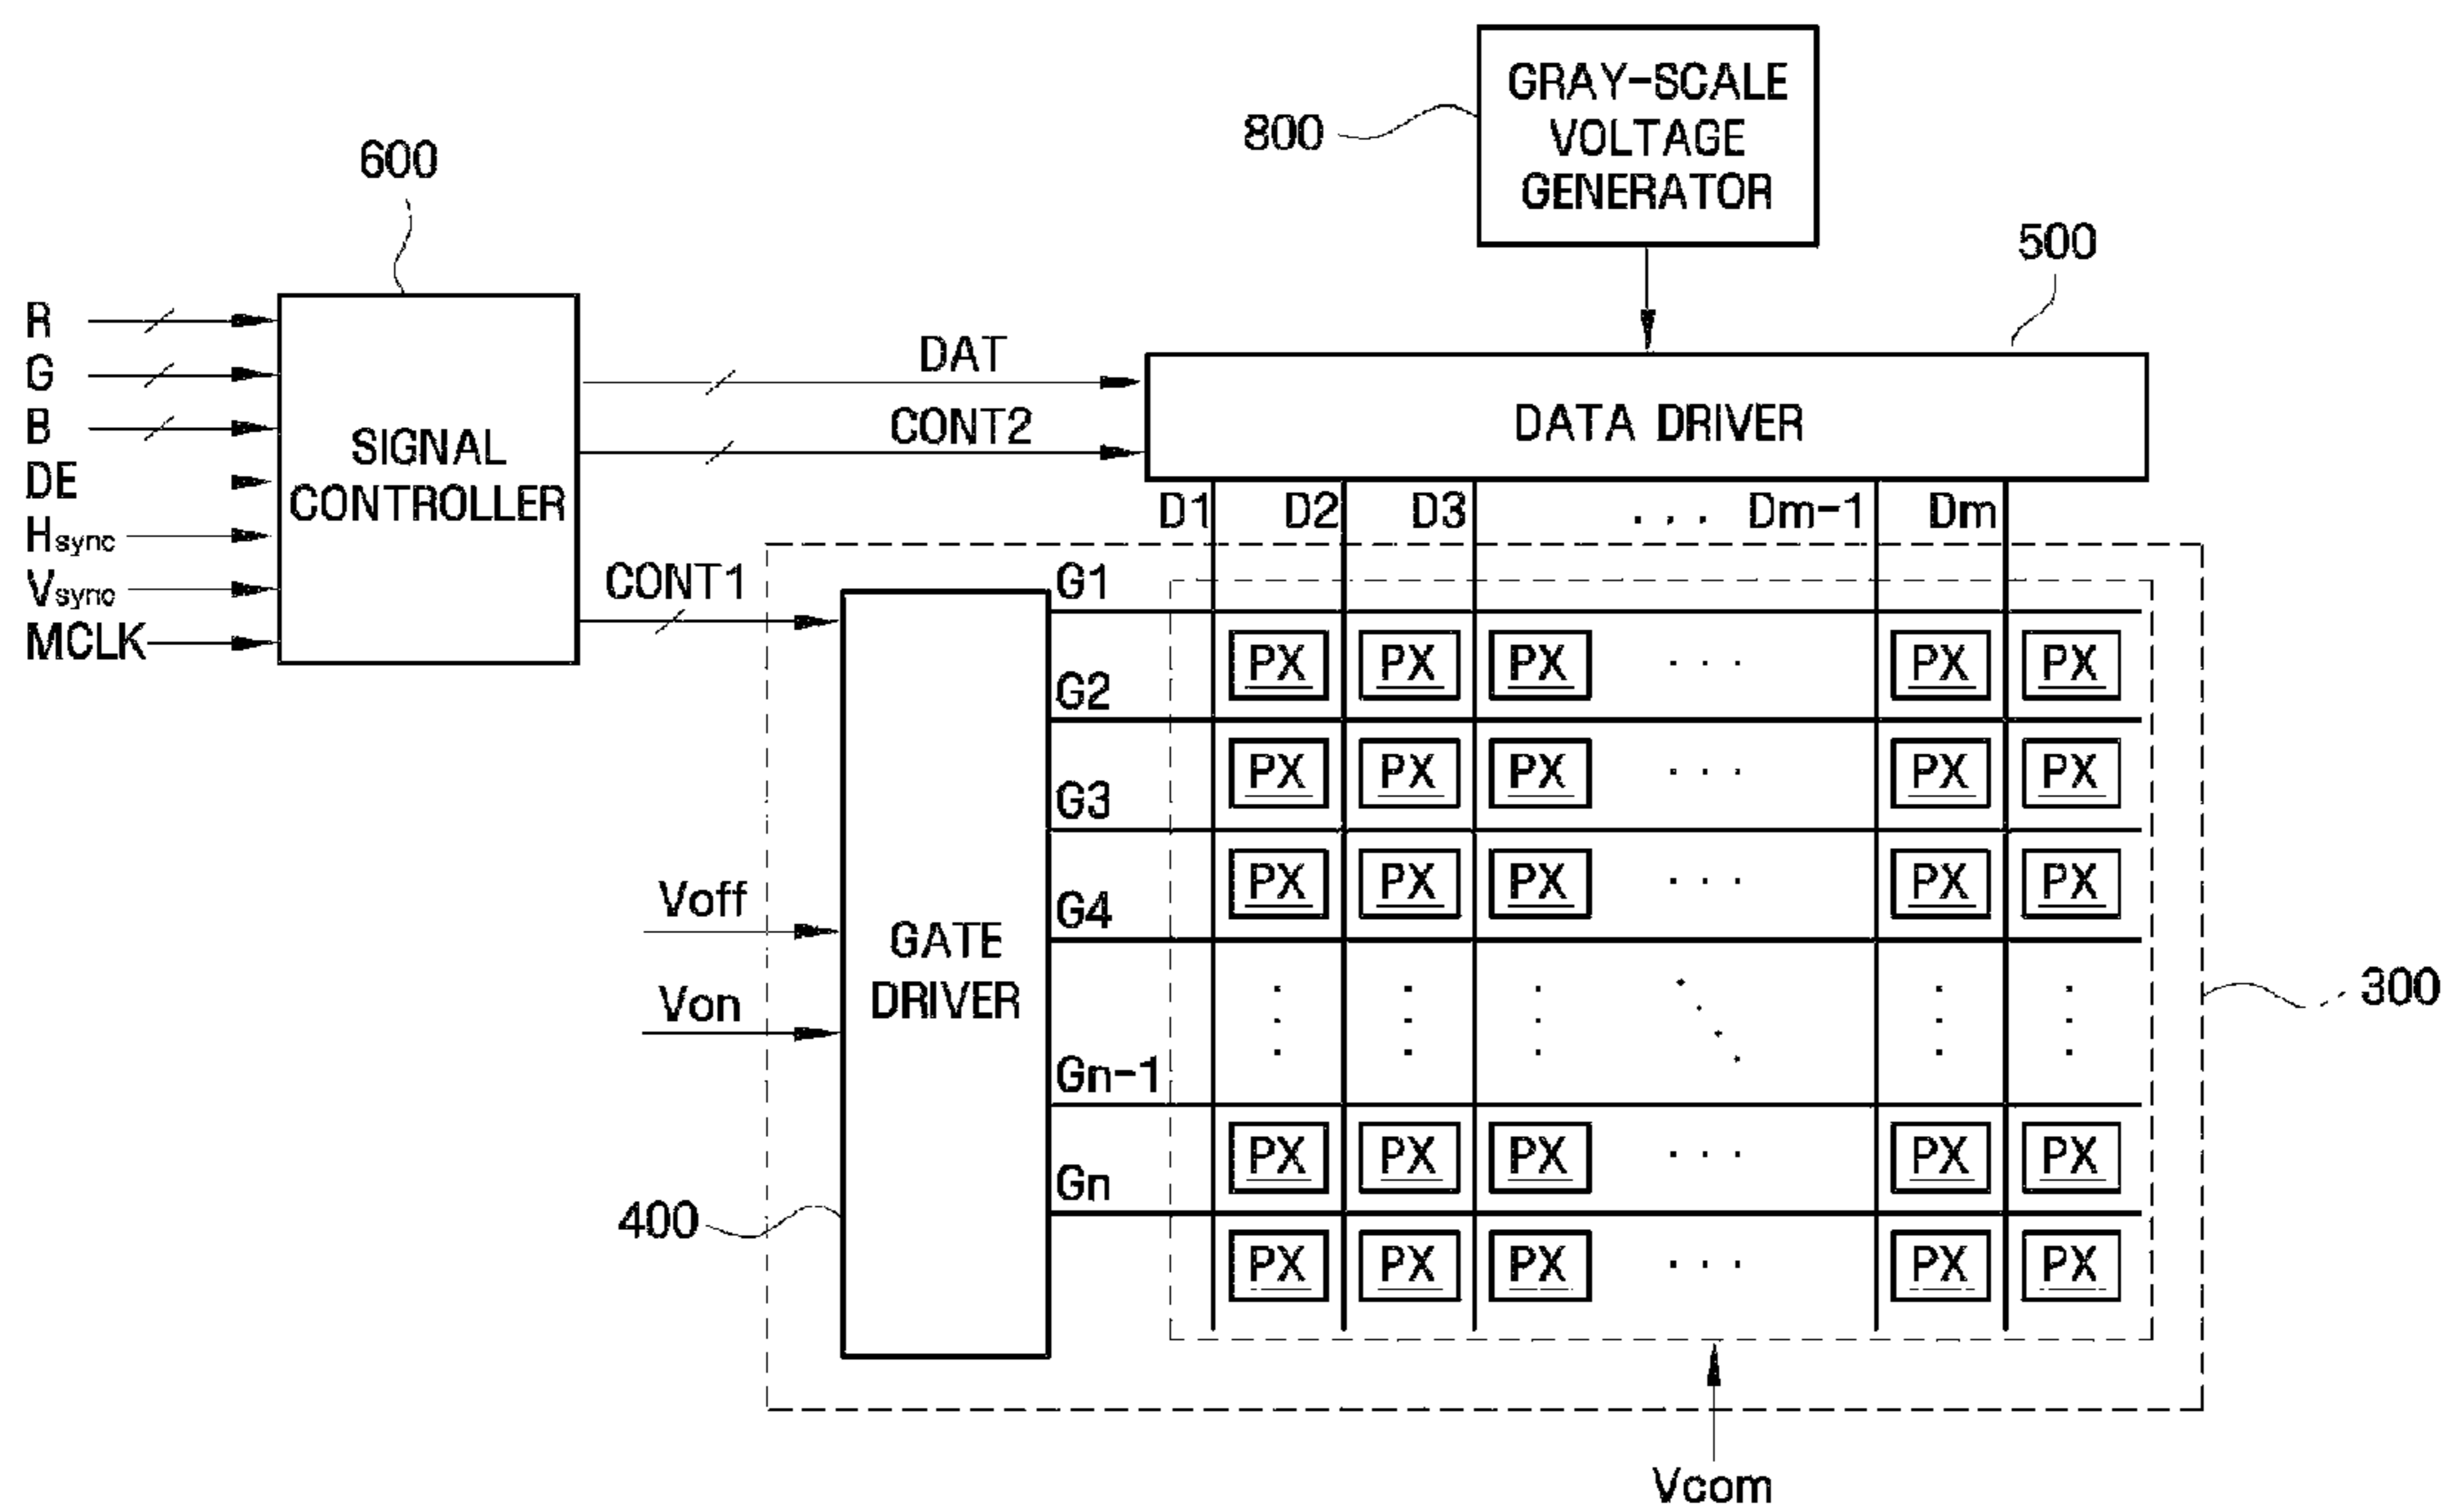 GRAY-SCALE
VOLTAGE
GENERATOR
800
600
500
R
G
B
DE
Hsync
Vsync
MCLK
SIGNAL
CONTROLLER
DAT
CONT2
CONT1
DATA DRIVER
D1 D2 D3 ... Dm-1 Dm
G1
PX PX PX ... PX PX
G2
PX PX PX ... PX PX
G3
PX PX PX ... PX PX
G4
Voff
Von
GATE
DRIVER
300
Gn-1
PX PX PX ... PX PX
Gn
400
PX PX PX ... PX PX
Vcom